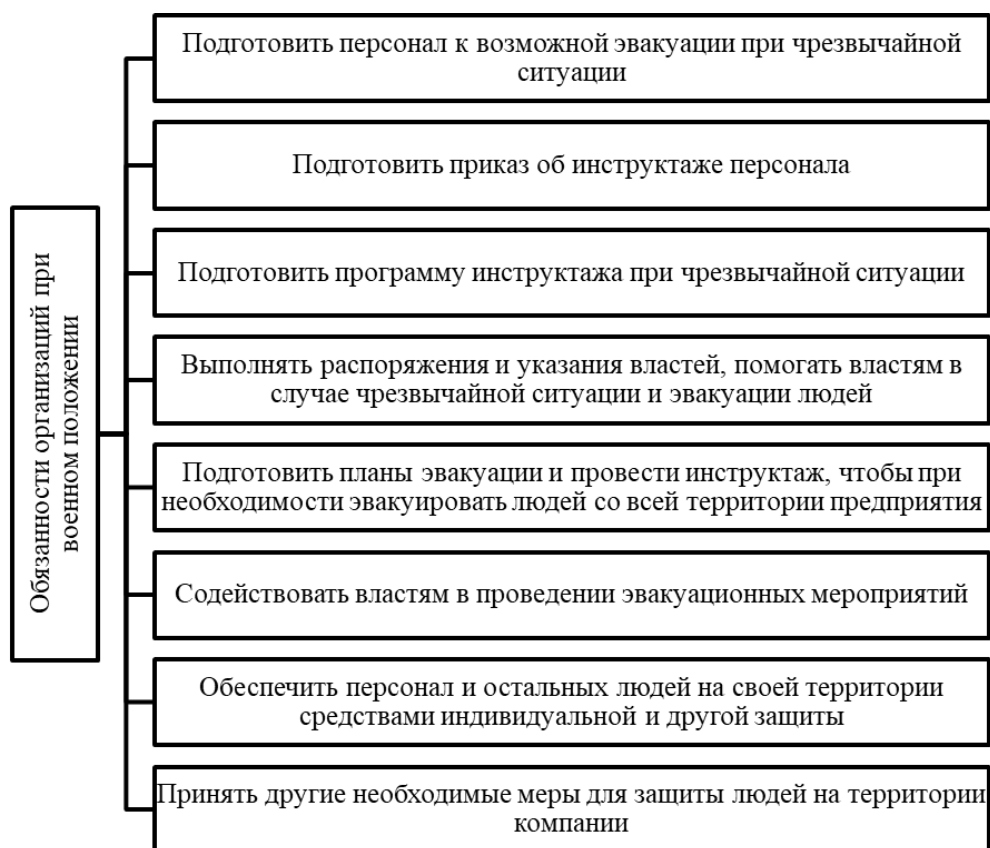 Обязанности организаций при
военном положении
Подготовить персонал к возможной эвакуации при чрезвычайной
ситуации
Подготовить приказ об инструктаже персонала
Подготовить программу инструктажа при чрезвычайной ситуации
Выполнять распоряжения и указания властей, помогать властям в
случае чрезвычайной ситуации и эвакуации людей
Подготовить планы эвакуации и провести инструктаж, чтобы при
необходимости эвакуировать людей со всей территории предприятия
Содействовать властям в проведении эвакуационных мероприятий
Обеспечить персонал и остальных людей на своей территории
средствами индивидуальной и другой защиты
Принять другие необходимые меры для защиты людей на территории
компании